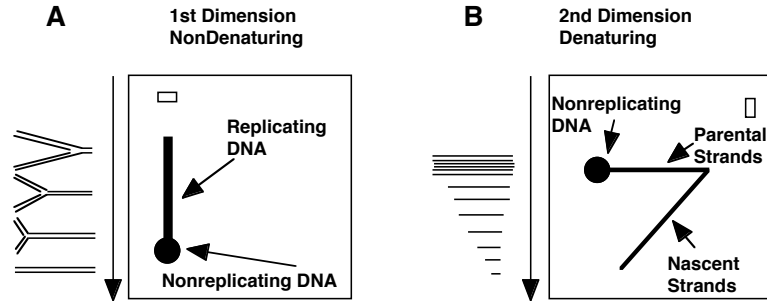 A
1st Dimension
NonDenaturing
Replicating
DNA
Nonreplicating DNA
B
2nd Dimension
Denaturing
Nonreplicating
DNA
Parental
Strands
Nascent
Strands